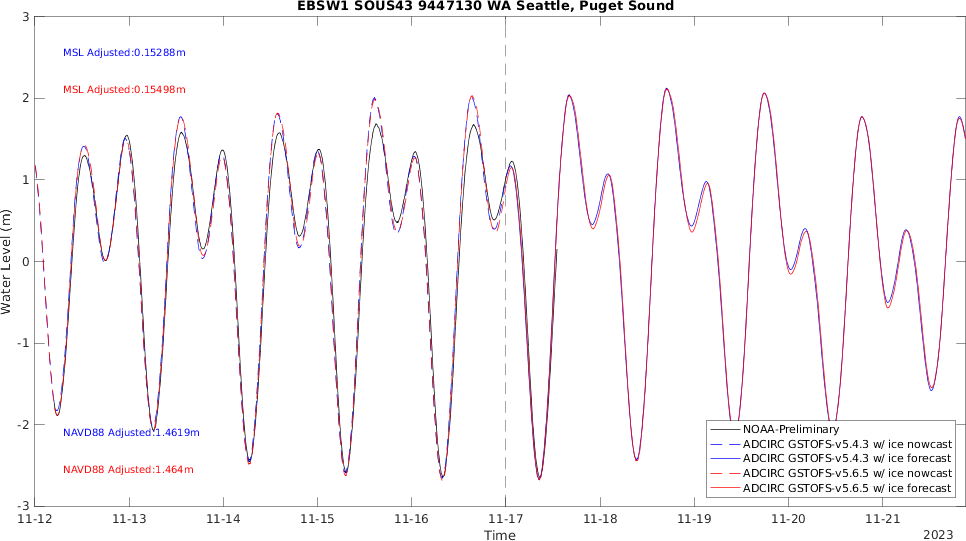 EBSW1 SOUS43 9447130 WA Seattle, Puget Sound
3
2
1
0
-1
-2
-3
Water Level (m)
MSL Adjusted:0.15288m
MSL Adjusted:0.15498m
NAVD88 Adjusted:1.4619m
NAVD88 Adjusted:1.464m
NOAA-Preliminary
ADCIRC GSTOFS-v5.4.3 w/ ice nowcast
ADCIRC GSTOFS-v5.4.3 w/ ice forecast
ADCIRC GSTOFS-v5.6.5 w/ ice nowcast
ADCIRC GSTOFS-v5.6.5 w/ ice forecast
11-12 11-13 11-14 11-15 11-16 11-17 11-18 11-19 11-20 11-21
Time
2023